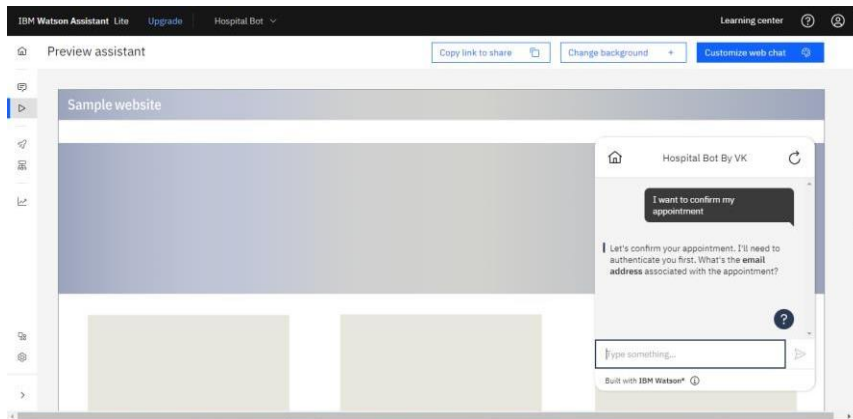 IBM Watson Assistant Lite Upgrade Hospital Bot Learning center
Preview assistant Copy link to share Change background + Customize web chat
Sample website
Hospital Bot By VK
I want to confirm my
appointment
Let's confirm your appointment. I'll need to
authenticate you first. What's the email
address associated with the appointment?
?
Type something...
Built with IBM Watson®